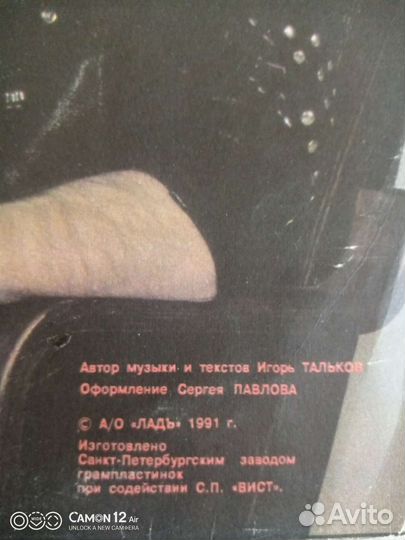 Автор музыки и текстов Игорь ТАЛЬКОВ
Оформление Сергея ПАВЛОВА
© А/О «ЛАДЪ» 1991 г.
Изготовлено
Санкт-Петербургским заводом
грампластинок
при содействии С.П. «ВИСТ».
CAMON 12 Air
UNLOCK A NEW CAMERA!
Avito